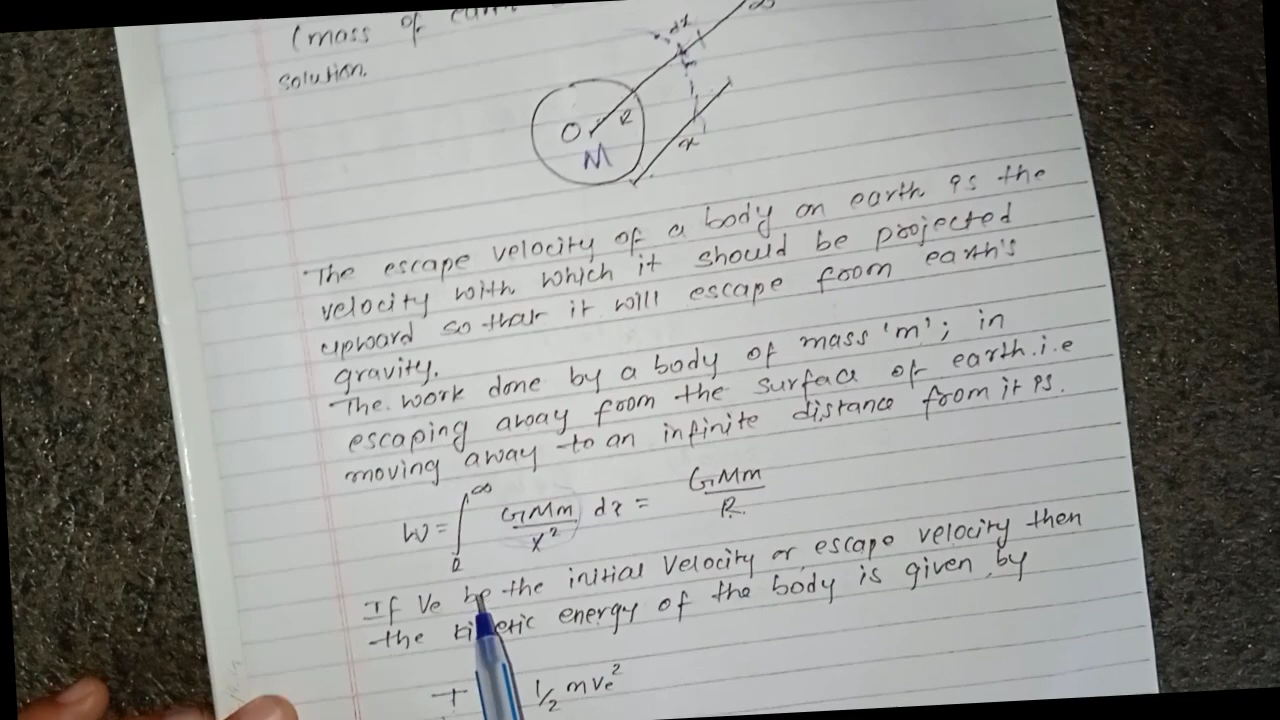 (mass of
solution.
dx
∞
R
O
M
x
The escape velocity of a body on earth is the
velocity with which it should be projected
upward so that it will escape from earth's
gravity.
The work done by a body of mass 'm'; in
escaping away from the surface of earth. i.e
moving away to an infinite distance from it is.
W = ∫_R^∞ GMm/x² dx = GMm/R
If Ve be the initial velocity or escape velocity then
the kinetic energy of the body is given by
T 1/2 mve²